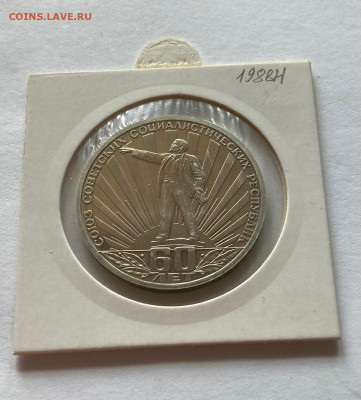 COINS.LAVE.RU
1988Н
СОЮЗ СОВЕТСКИХ СОЦИАЛИСТИЧЕСКИХ РЕСПУБЛИК
60
ЛЕТ